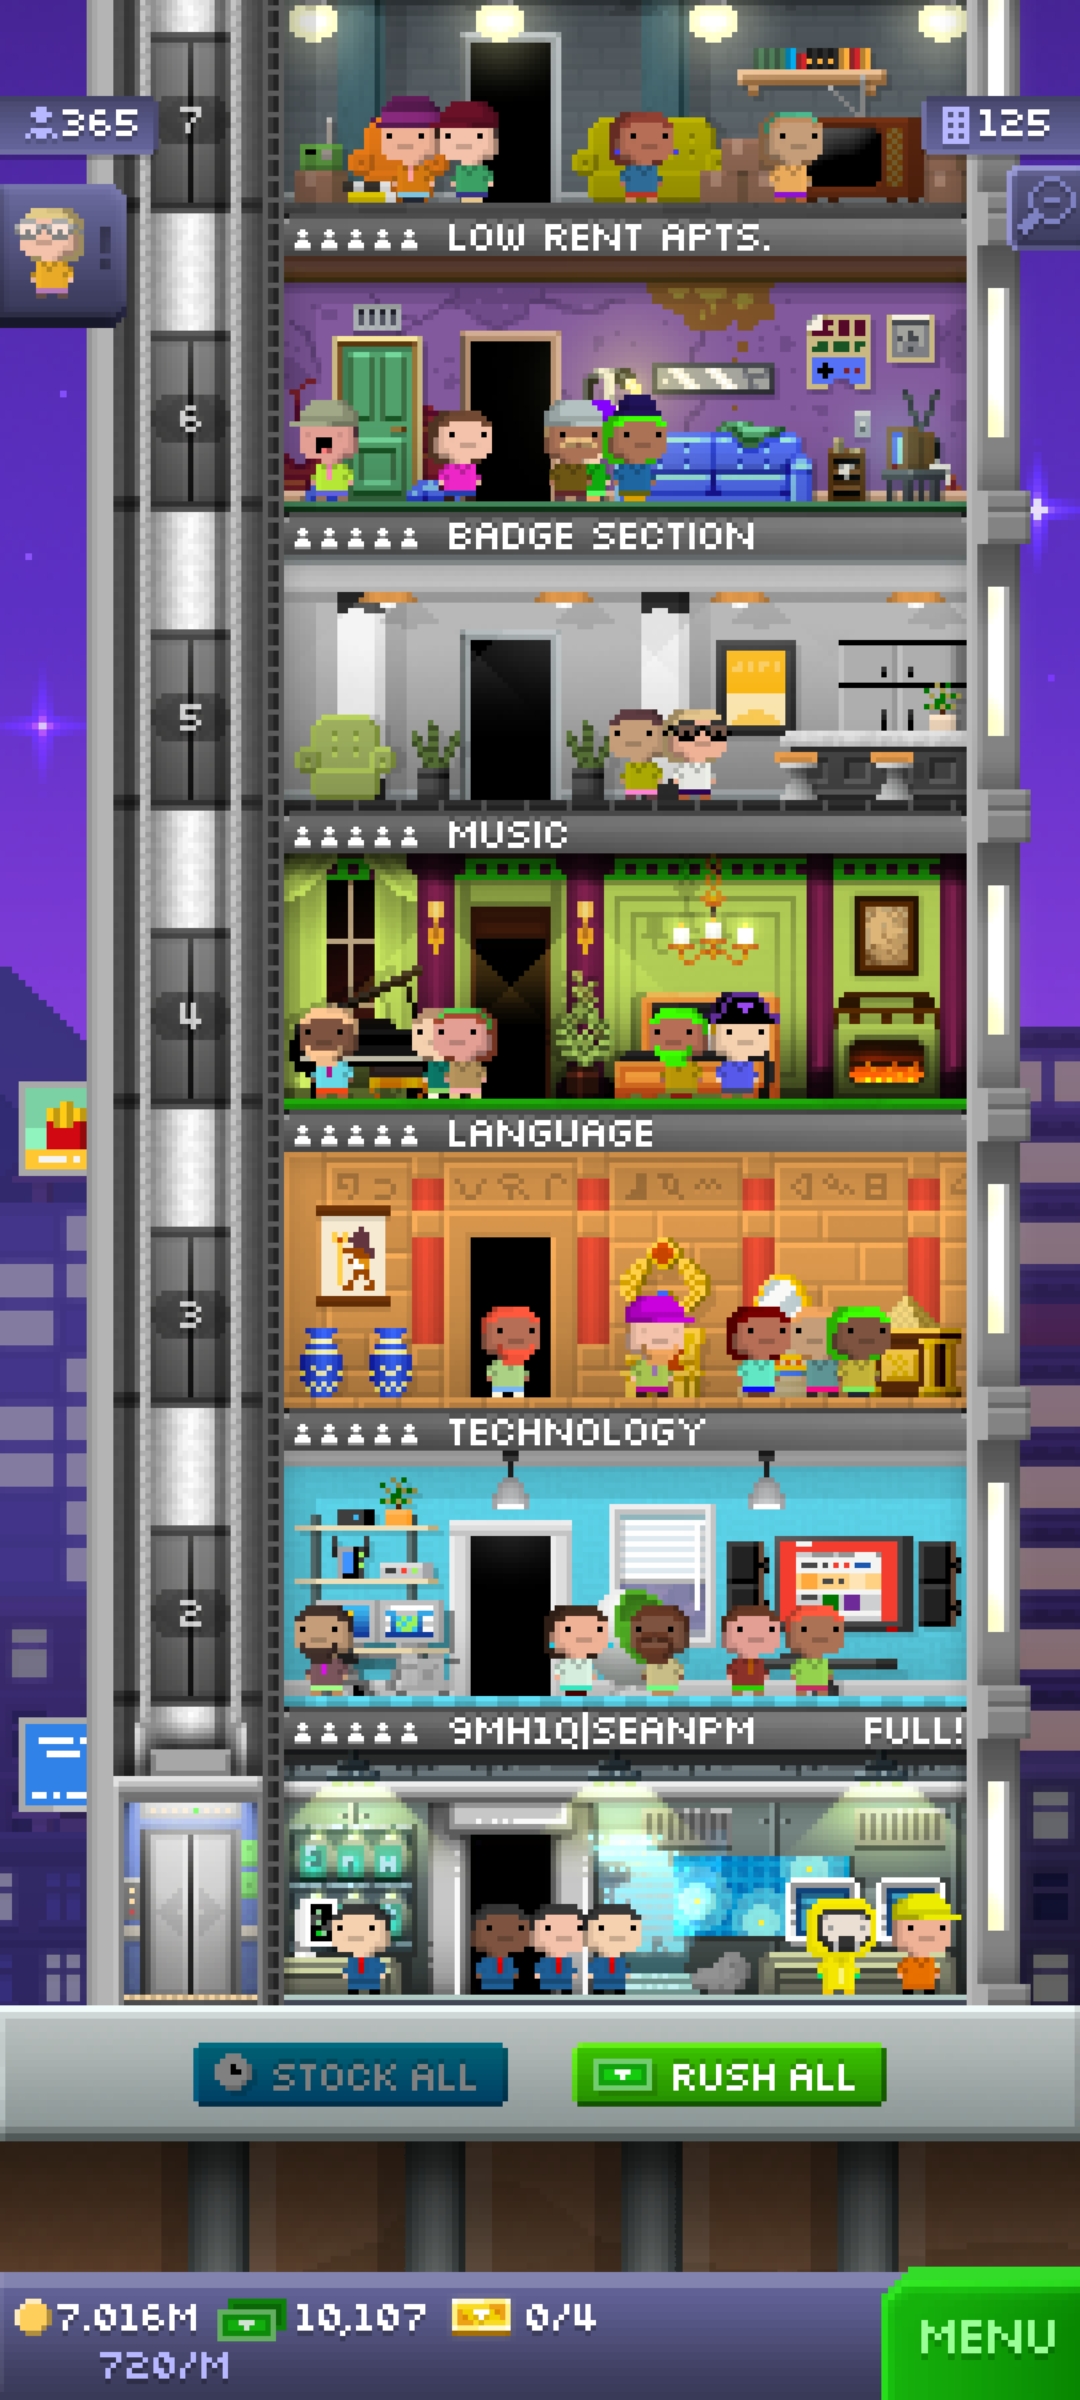 365
7
125
!
LOW RENT APTS.
6
BADGE SECTION
5
MUSIC
4
LANGUAGE
3
TECHNOLOGY
2
9MH1Q|SEANPM FULL!
STOCK ALL
RUSH ALL
7.016M 10,107 0/4
720/M
MENU